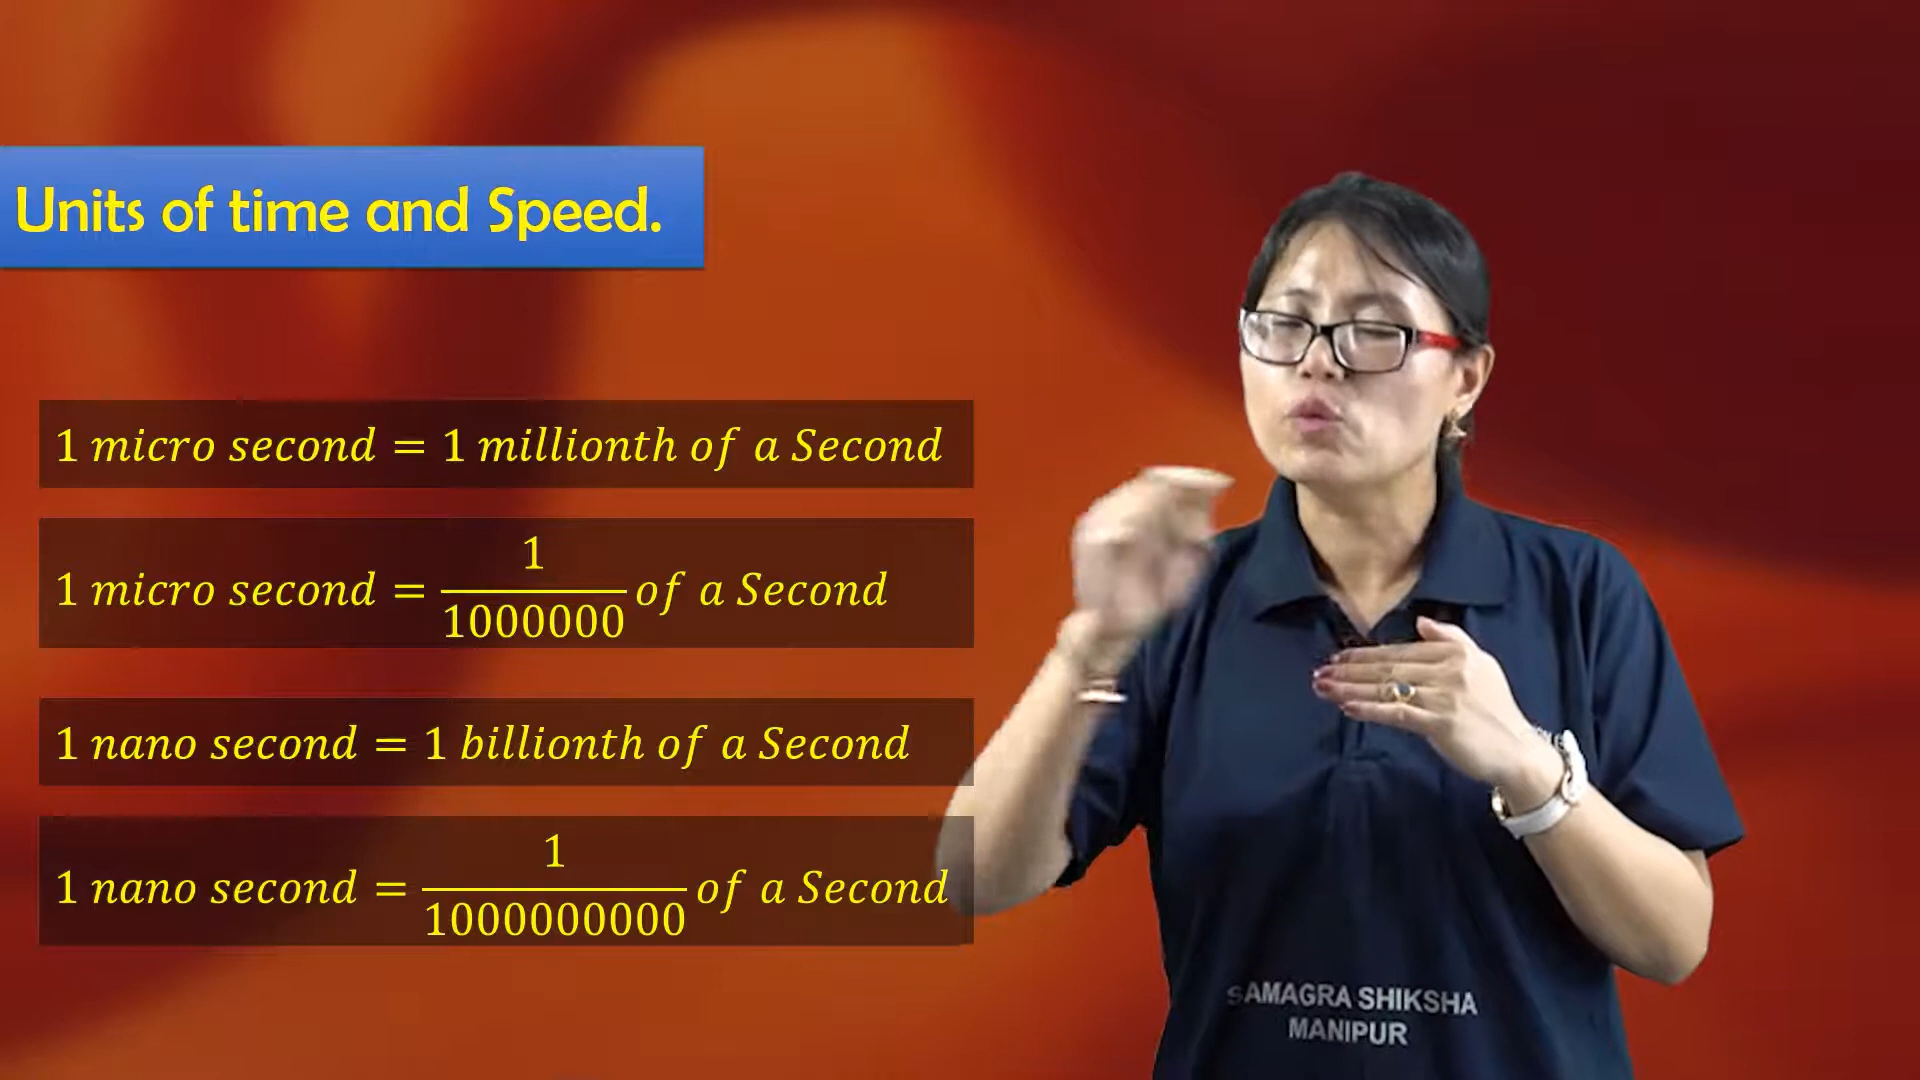 Units of time and Speed.
1 micro second = 1 millionth of a Second
1 micro second = 1/1000000 of a Second
1 nano second = 1 billionth of a Second
1 nano second = 1/1000000000 of a Second
SAMAGRA SHIKSHA
MANIPUR